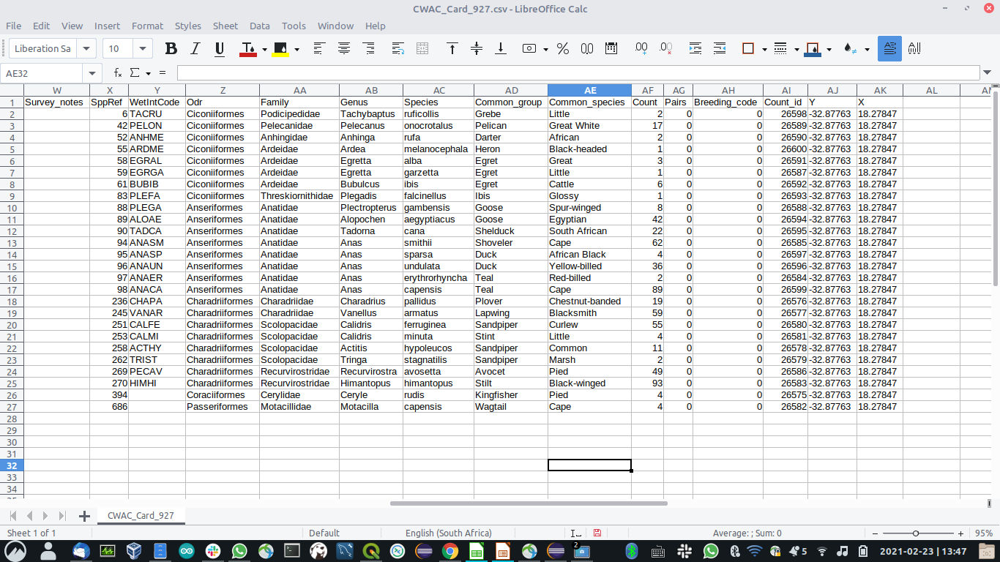 CWAC_Card_927.csv - LibreOffice Calc
File Edit View Insert Format Styles Sheet Data Tools Window Help
Liberation Sa 10
AE32
W X Y Z AA AB AC AD AE AF AG AH AI AJ AK AL AM
1 Survey_notes SppRef WetIntCode Odr Family Genus Species Common_group Common_species Count Pairs Breeding_code Count_id Y X
2 6 TACRU Ciconiiformes Podicipedidae Tachybaptus ruficollis Grebe Little 2 0 0 26598 -32.87763 18.27847
3 42 PELON Ciconiiformes Pelecanidae Pelecanus onocrotalus Pelican Great White 17 0 0 26589 -32.87763 18.27847
4 52 ANHME Ciconiiformes Anhingidae Anhinga rufa Darter African 2 0 0 26590 -32.87763 18.27847
5 55 ARDME Ciconiiformes Ardeidae Ardea melanocephala Heron Black-headed 1 0 0 26600 -32.87763 18.27847
6 58 EGRAL Ciconiiformes Ardeidae Egretta alba Egret Great 3 0 0 26591 -32.87763 18.27847
7 59 EGRGA Ciconiiformes Ardeidae Egretta garzetta Egret Little 1 0 0 26587 -32.87763 18.27847
8 61 BUBIB Ciconiiformes Ardeidae Bubulcus ibis Egret Cattle 6 0 0 26592 -32.87763 18.27847
9 83 PLEFA Ciconiiformes Threskiornithidae Plegadis falcinellus Ibis Glossy 1 0 0 26593 -32.87763 18.27847
10 88 PLEGA Anseriformes Anatidae Plectropterus gambensis Goose Spur-winged 8 0 0 26588 -32.87763 18.27847
11 89 ALOAE Anseriformes Anatidae Alopochen aegyptiacus Goose Egyptian 42 0 0 26594 -32.87763 18.27847
12 90 TADCA Anseriformes Anatidae Tadorna cana Shelduck South African 22 0 0 26595 -32.87763 18.27847
13 94 ANASM Anseriformes Anatidae Anas smithii Shoveler Cape 62 0 0 26585 -32.87763 18.27847
14 95 ANASP Anseriformes Anatidae Anas sparsa Duck African Black 4 0 0 26597 -32.87763 18.27847
15 96 ANAUN Anseriformes Anatidae Anas undulata Duck Yellow-billed 36 0 0 26596 -32.87763 18.27847
16 97 ANAER Anseriformes Anatidae Anas erythrorhyncha Teal Red-billed 2 0 0 26584 -32.87763 18.27847
17 98 ANACA Anseriformes Anatidae Anas capensis Teal Cape 89 0 0 26599 -32.87763 18.27847
18 236 CHAPA Charadriiformes Charadriidae Charadrius pallidus Plover Chestnut-banded 19 0 0 26576 -32.87763 18.27847
19 245 VANAR Charadriiformes Charadriidae Vanellus armatus Lapwing Blacksmith 59 0 0 26577 -32.87763 18.27847
20 251 CALFE Charadriiformes Scolopacidae Calidris ferruginea Sandpiper Curlew 55 0 0 26580 -32.87763 18.27847
21 253 CALMI Charadriiformes Scolopacidae Calidris minuta Stint Little 4 0 0 26581 -32.87763 18.27847
22 258 ACTHY Charadriiformes Scolopacidae Actitis hypoleucos Sandpiper Common 11 0 0 26578 -32.87763 18.27847
23 262 TRIST Charadriiformes Scolopacidae Tringa stagnatilis Sandpiper Marsh 2 0 0 26579 -32.87763 18.27847
24 269 PECAV Charadriiformes Recurvirostridae Recurvirostra avosetta Avocet Pied 49 0 0 26586 -32.87763 18.27847
25 270 HIMHI Charadriiformes Recurvirostridae Himantopus himantopus Stilt Black-winged 93 0 0 26583 -32.87763 18.27847
26 394 Coraciiformes Cerylidae Ceryle rudis Kingfisher Pied 4 0 0 26575 -32.87763 18.27847
27 686 Passeriformes Motacillidae Motacilla capensis Wagtail Cape 4 0 0 26582 -32.87763 18.27847
28
29
30
31
32
33
34
CWAC_Card_927
Sheet 1 of 1 Default English (South Africa) Average: ; Sum: 0 95%
2 5 2021-02-23 | 13:47